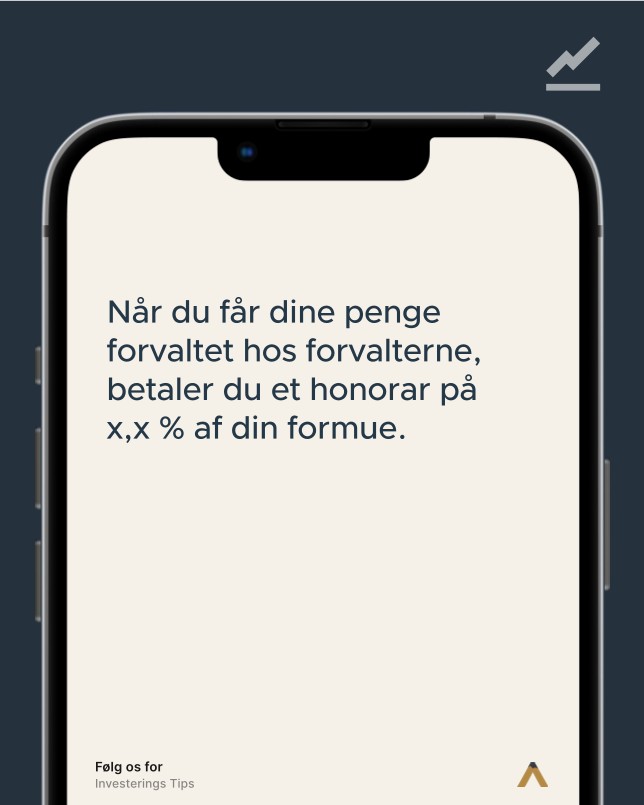 Når du får dine penge
forvaltet hos forvalterne,
betaler du et honorar på
x,x % af din formue.
Følg os for
Investerings Tips